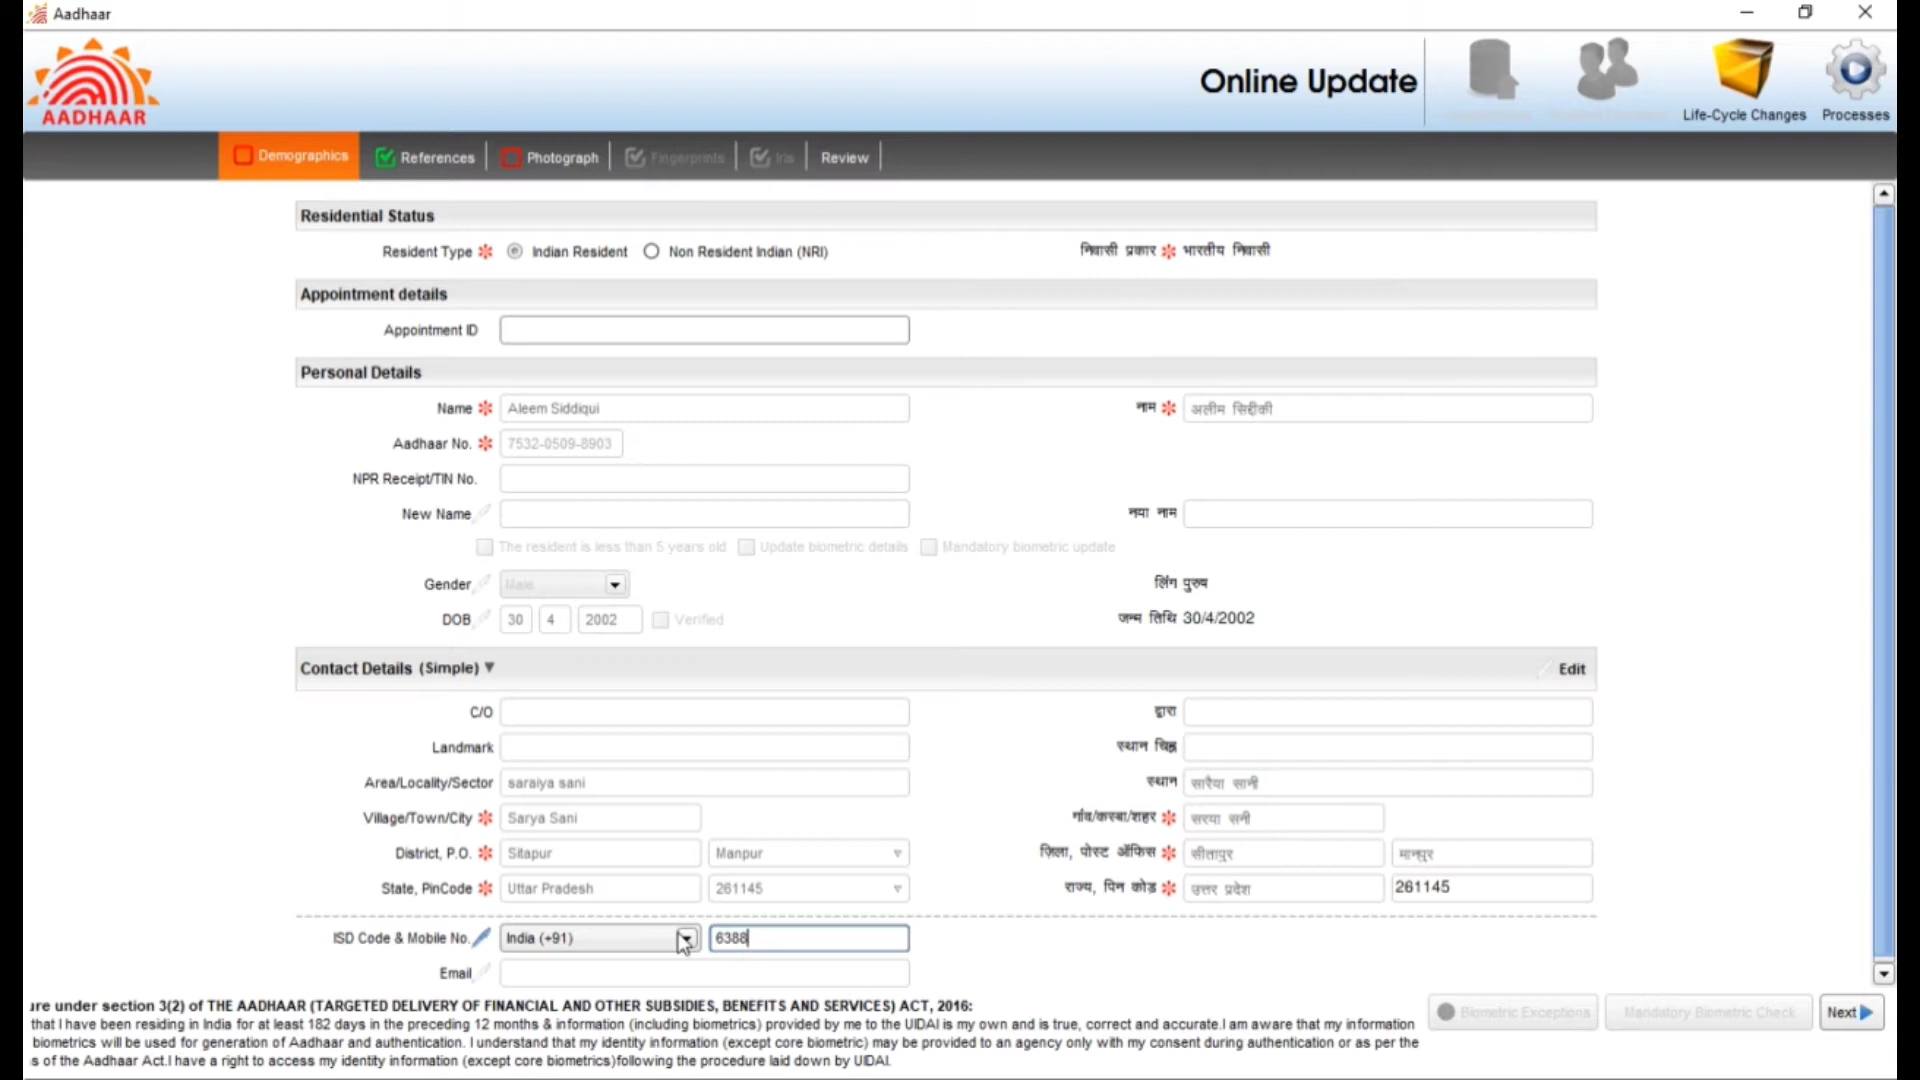 Aadhaar
AADHAAR
Online Update
Life-Cycle Changes
Processes
Demographics
References
Photograph
Fingerprints
Iris
Review
Residential Status
Resident Type * Indian Resident Non Resident Indian (NRI)
निवासी प्रकार * भारतीय निवासी
Appointment details
Appointment ID
Personal Details
Name * Aleem Siddiqui
नाम * अलीम सिद्दीकी
Aadhaar No. * 7532-0509-8903
NPR Receipt/TIN No.
New Name
नया नाम
The resident is less than 5 years old Update biometric details Mandatory biometric update
Gender Male
लिंग पुरुष
DOB 30 4 2002 Verified
जन्म तिथि 30/4/2002
Contact Details (Simple) ▼
Edit
C/O
द्वारा
Landmark
स्थान चिह्न
Area/Locality/Sector saraiya sani
स्थान सारैया सानी
Village/Town/City * Sarya Sani
गांव/कस्बा/शहर * सरया सनी
District, P.O. * Sitapur Manpur
ज़िला, पोस्ट ऑफिस * सीतापुर मानपुर
State, PinCode * Uttar Pradesh 261145
राज्य, पिन कोड * उत्तर प्रदेश 261145
ISD Code & Mobile No. India (+91) 6388
Email
ure under section 3(2) of THE AADHAAR (TARGETED DELIVERY OF FINANCIAL AND OTHER SUBSIDIES, BENEFITS AND SERVICES) ACT, 2016:
that I have been residing in India for at least 182 days in the preceding 12 months & information (including biometrics) provided by me to the UIDAI is my own and is true, correct and accurate.I am aware that my information
biometrics will be used for generation of Aadhaar and authentication. I understand that my identity information (except core biometric) may be provided to an agency only with my consent during authentication or as per the
s of the Aadhaar Act.I have a right to access my identity information (except core biometrics)following the procedure laid down by UIDAI.
Biometric Exceptions
Mandatory Biometric Check
Next